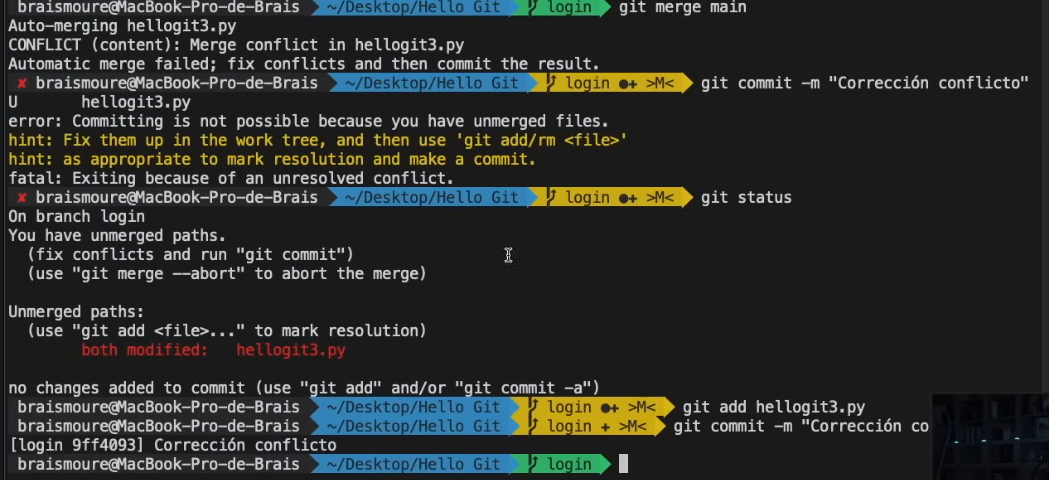 braismoure@MacBook-Pro-de-Brais ~/Desktop/Hello Git login git merge main
Auto-merging hellogit3.py
CONFLICT (content): Merge conflict in hellogit3.py
Automatic merge failed; fix conflicts and then commit the result.
✘ braismoure@MacBook-Pro-de-Brais ~/Desktop/Hello Git login ●+ >M< git commit -m "Corrección conflicto"
U hellogit3.py
error: Committing is not possible because you have unmerged files.
hint: Fix them up in the work tree, and then use 'git add/rm <file>'
hint: as appropriate to mark resolution and make a commit.
fatal: Exiting because of an unresolved conflict.
✘ braismoure@MacBook-Pro-de-Brais ~/Desktop/Hello Git login ●+ >M< git status
On branch login
You have unmerged paths.
(fix conflicts and run "git commit")
(use "git merge --abort" to abort the merge)
Unmerged paths:
(use "git add <file>..." to mark resolution)
both modified: hellogit3.py
no changes added to commit (use "git add" and/or "git commit -a")
braismoure@MacBook-Pro-de-Brais ~/Desktop/Hello Git login ●+ >M< git add hellogit3.py
braismoure@MacBook-Pro-de-Brais ~/Desktop/Hello Git login + >M< git commit -m "Corrección co
[login 9ff4093] Corrección conflicto
braismoure@MacBook-Pro-de-Brais ~/Desktop/Hello Git login